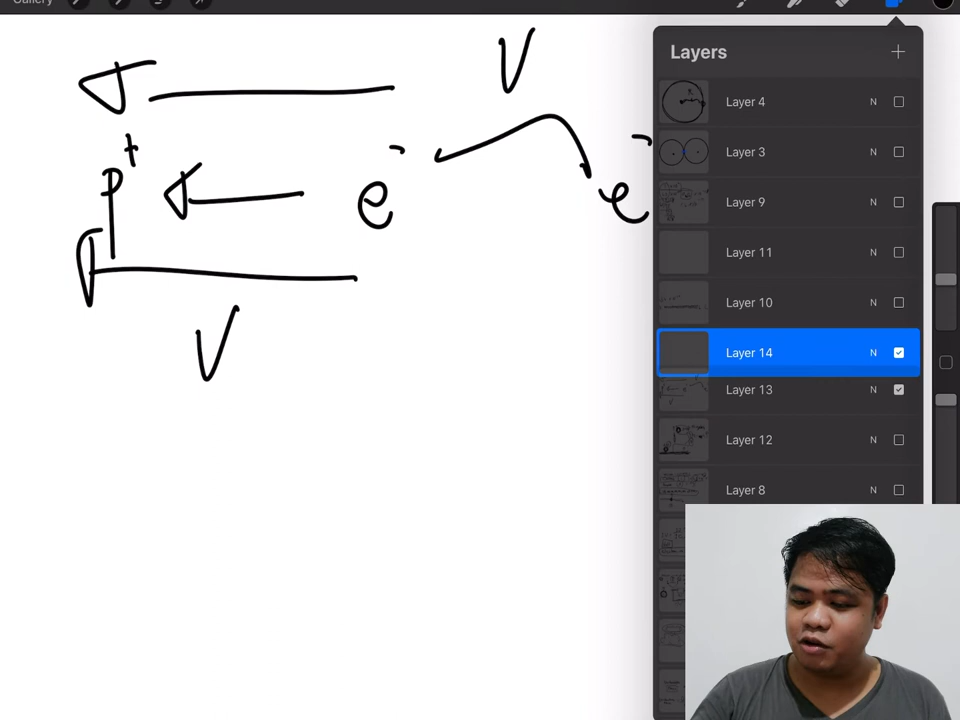 Gallery
Layers
V
Layer 4 N
Layer 3 N
p+ e- e-
Layer 9 N
Layer 11 N
Layer 10 N
V
Layer 14 N
Layer 13 N
Layer 12 N
Layer 8 N